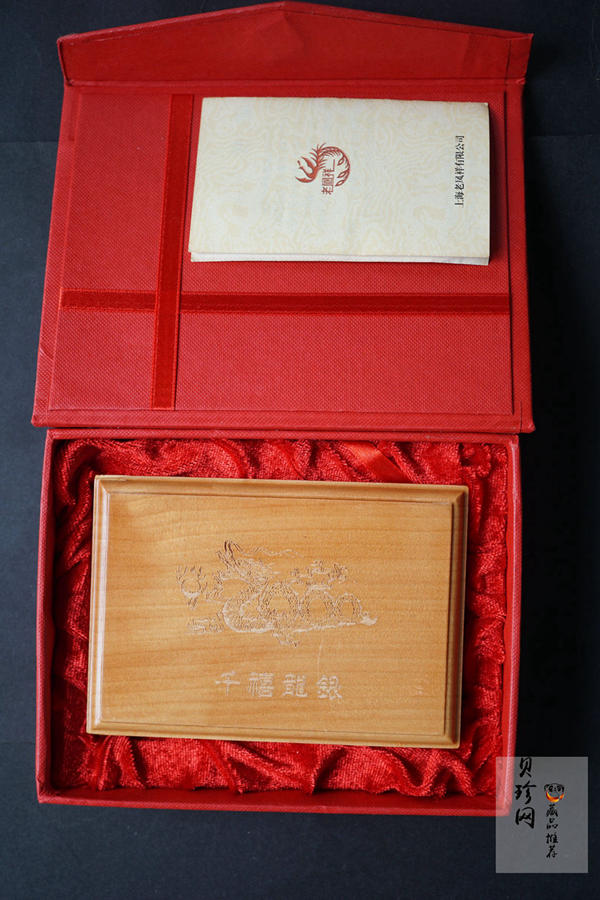 老鳳祥
上海老凤祥有限公司
千禧龍銀
贝珍网
藏品推荐